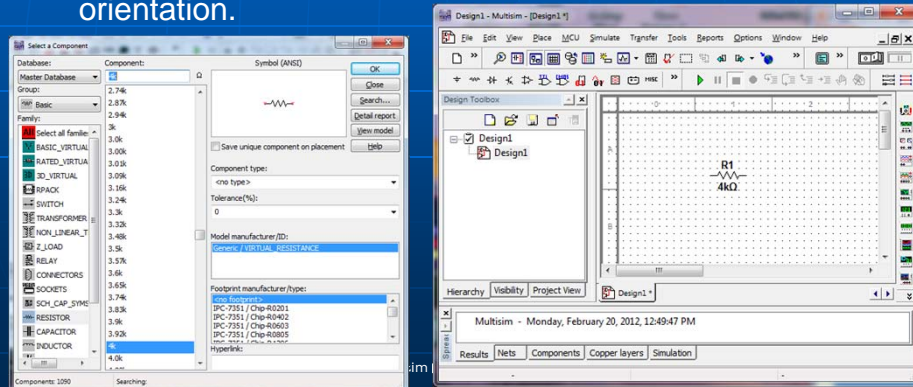 orientation.
Select a Component
Database:
Master Database
Group:
Basic
Family:
All Select all families
BASIC_VIRTUAL
RATED_VIRTUA
3D_VIRTUAL
RPACK
SWITCH
TRANSFORMER
NON_LINEAR_T
Z_LOAD
RELAY
CONNECTORS
SOCKETS
SCH_CAP_SYMS
RESISTOR
CAPACITOR
INDUCTOR
Component:
4k
Ω
2.74k
2.87k
2.94k
3k
3.0k
3.00k
3.01k
3.09k
3.16k
3.24k
3.3k
3.32k
3.48k
3.5k
3.57k
3.6k
3.65k
3.74k
3.83k
3.9k
3.92k
4k
4.0k
Symbol (ANSI)
Save unique component on placement
Component type:
<no type>
Tolerance(%):
0
Model manufacturer/ID:
Generic / VIRTUAL_RESISTANCE
Footprint manufacturer/type:
<no footprint>
IPC-7351 / Chip-R0201
IPC-7351 / Chip-R0402
IPC-7351 / Chip-R0603
IPC-7351 / Chip-R0805
Hyperlink:
OK
Close
Search...
Detail report
View model
Help
Components: 1090
Searching:
Design1 - Multisim - [Design1 *]
File Edit View Place MCU Simulate Transfer Tools Reports Options Window Help
MISC
Design Toolbox
Design1
Design1
Hierarchy Visibility Project View
0 1 2
A
B
R1
4kΩ
Design1 *
Multisim - Monday, February 20, 2012, 12:49:47 PM
Results Nets Components Copper layers Simulation